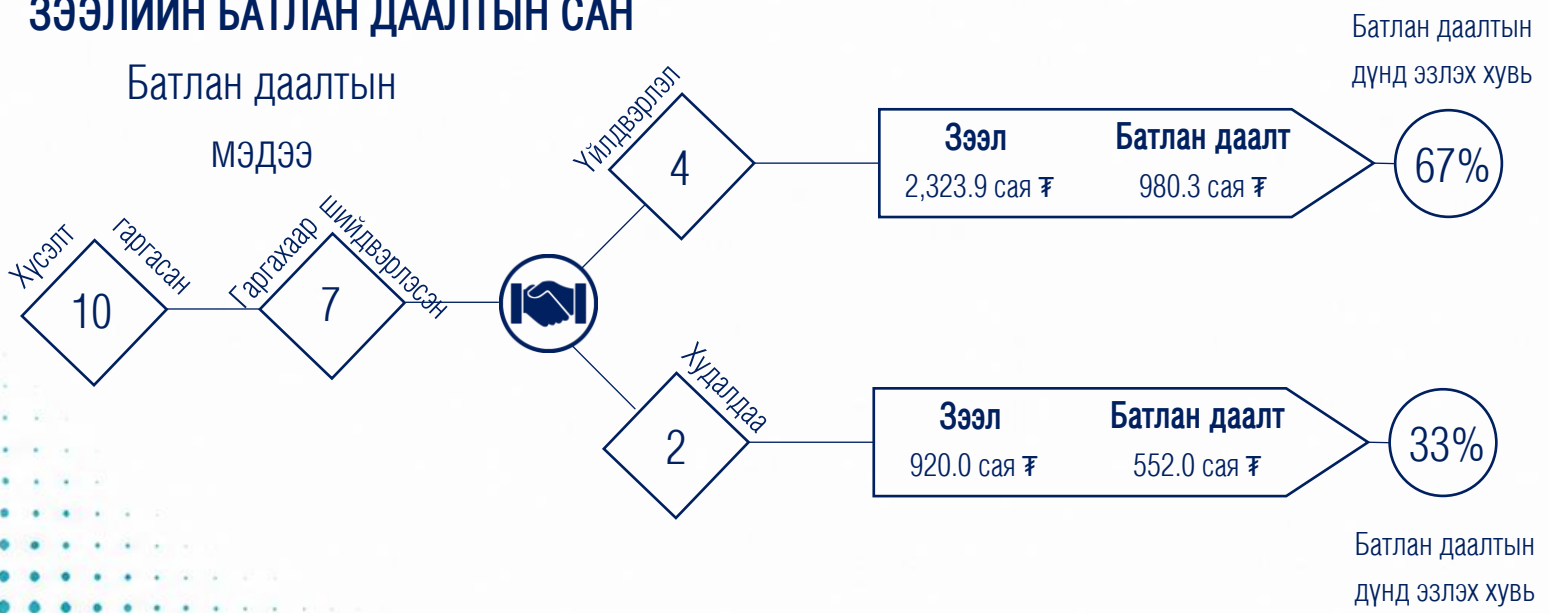 ЗЭЭЛИЙН БАТЛАН ДААЛТЫН САН
Батлан даалтын
мэдээ
Хүсэлт
гаргасан
10
Гаргахаар
шийдвэрлэсэн
7
Үйлдвэрлэл
4
Зээл
Батлан даалт
2,323.9 сая ₮
980.3 сая ₮
Батлан даалтын
дүнд эзлэх хувь
67%
Худалдаа
2
Зээл
Батлан даалт
920.0 сая ₮
552.0 сая ₮
33%
Батлан даалтын
дүнд эзлэх хувь